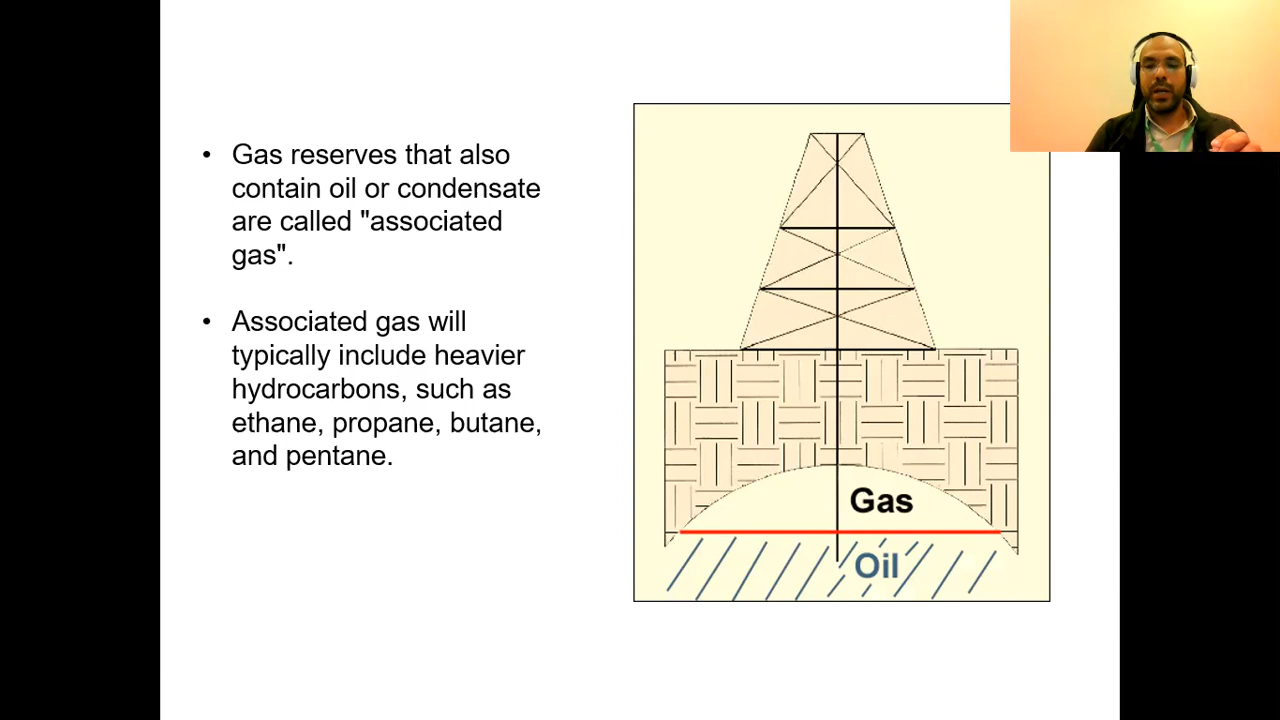 • Gas reserves that also
contain oil or condensate
are called "associated
gas".
• Associated gas will
typically include heavier
hydrocarbons, such as
ethane, propane, butane,
and pentane.
Gas
Oil